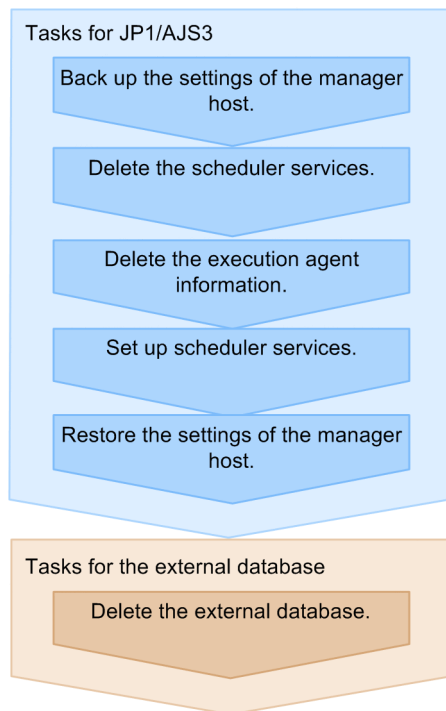 Tasks for JP1/AJS3
Back up the settings of the manager
host.
Delete the scheduler services.
Delete the execution agent
information.
Set up scheduler services.
Restore the settings of the manager
host.
Tasks for the external database
Delete the external database.